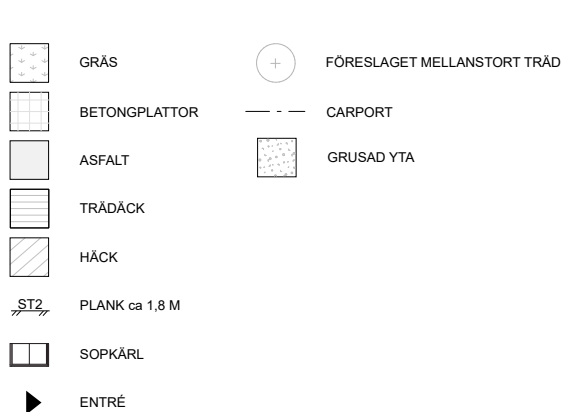 GRÄS
BETONGPLATTOR
ASFALT
TRÄDÄCK
HÄCK
ST2 PLANK ca 1,8 M
SOPKÄRL
ENTRÉ
FÖRESLAGET MELLANSTORT TRÄD
CARPORT
GRUSAD YTA